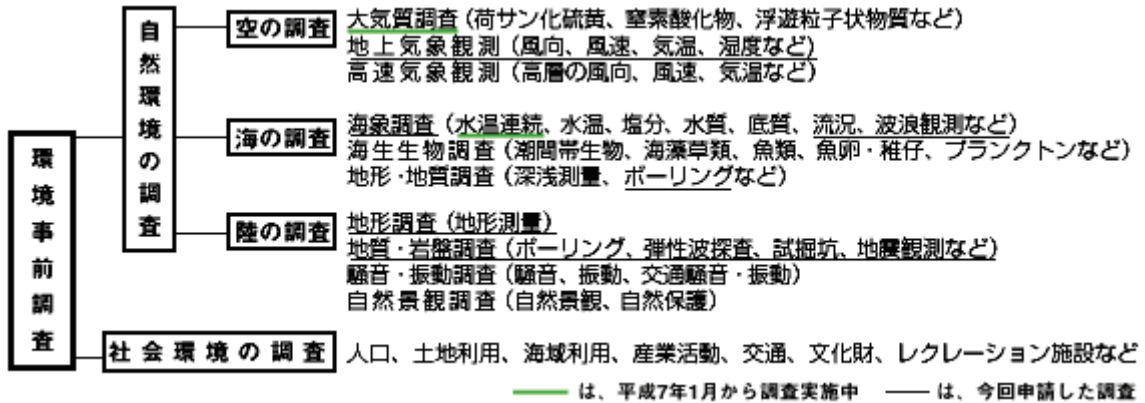 環境事前調査
自然環境の調査
空の調査
大気質調査（荷サン化硫黄、窒素酸化物、浮遊粒子状物質など）
地上気象観測（風向、風速、気温、湿度など）
高速気象観測（高層の風向、風速、気温など）
海の調査
海象調査（水温連続、水温、塩分、水質、底質、流況、波浪観測など）
海生生物調査（潮間帯生物、海藻草類、魚類、魚卵・稚仔、プランクトンなど）
地形・地質調査（深浅測量、ボーリングなど）
陸の調査
地形調査（地形測量）
地質・岩盤調査（ボーリング、弾性波探査、試掘坑、地震観測など）
騒音・振動調査（騒音、振動、交通騒音・振動）
自然景観調査（自然景観、自然保護）
社会環境の調査
人口、土地利用、海域利用、産業活動、交通、文化財、レクレーション施設など
は、平成7年1月から調査実施中
は、今回申請した調査